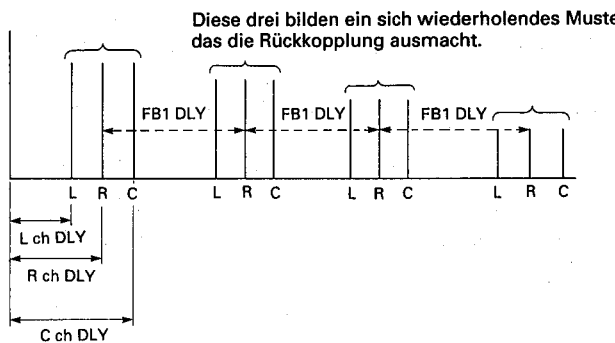 Diese drei bilden ein sich wiederholendes Muste
das die Rückkopplung ausmacht.
FB1 DLY FB1 DLY FB1 DLY
L R C L R C L R C L R C
L ch DLY
R ch DLY
C ch DLY